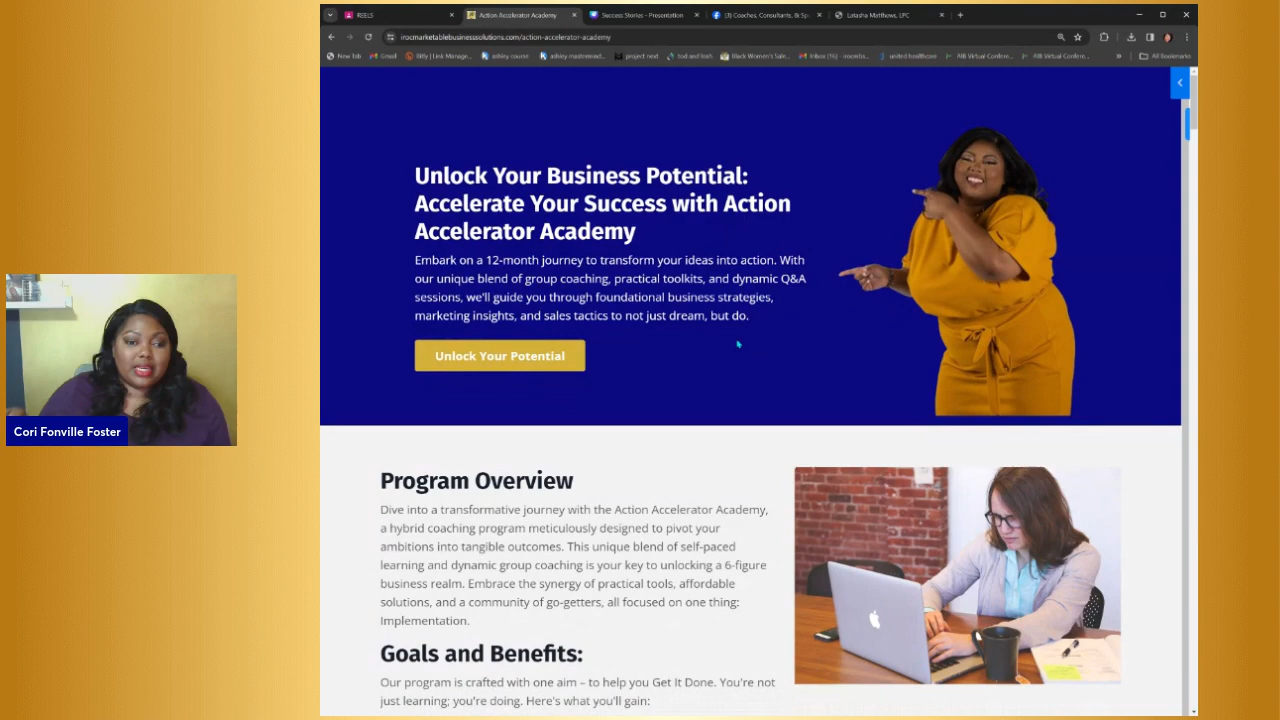 REELS
Action Accelerator Academy
Success Stories - Presentation
(3) Coaches, Consultants, & Sp
Latasha Matthews, LPC
irocmarketablebusinesssolutions.com/action-accelerator-academy
New Tab
Gmail
Bitly | Link Manage...
ashley course
ashley mastermind...
project next
tod and leah
Black Women's Sale...
Inbox (16)
united healthcare
AIB Virtual Confere...
AIB Virtual Confere...
All Bookmarks
Unlock Your Business Potential:
Accelerate Your Success with Action
Accelerator Academy
Embark on a 12-month journey to transform your ideas into action. With
our unique blend of group coaching, practical toolkits, and dynamic Q&A
sessions, we'll guide you through foundational business strategies,
marketing insights, and sales tactics to not just dream, but do.
Unlock Your Potential
Cori Fonville Foster
Program Overview
Dive into a transformative journey with the Action Accelerator Academy,
a hybrid coaching program meticulously designed to pivot your
ambitions into tangible outcomes. This unique blend of self-paced
learning and dynamic group coaching is your key to unlocking a 6-figure
business realm. Embrace the synergy of practical tools, affordable
solutions, and a community of go-getters, all focused on one thing:
Implementation.
Goals and Benefits:
Our program is crafted with one aim – to help you Get It Done. You're not
just learning; you're doing. Here's what you'll gain: